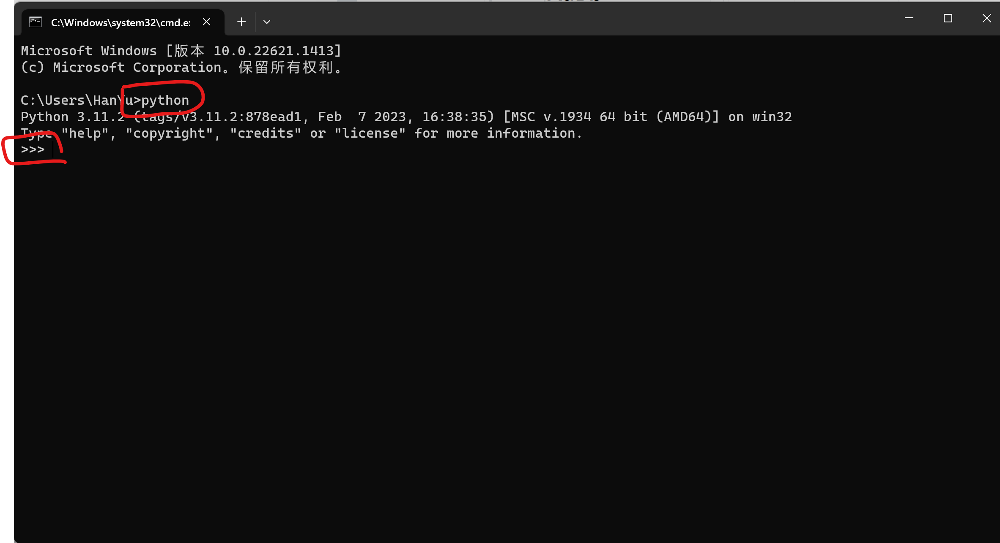 C:\Windows\system32\cmd.e
Microsoft Windows [版本 10.0.22621.1413]
(c) Microsoft Corporation。保留所有权利。
C:\Users\HanYu>python
Python 3.11.2 (tags/v3.11.2:878ead1, Feb  7 2023, 16:38:35) [MSC v.1934 64 bit (AMD64)] on win32
Type "help", "copyright", "credits" or "license" for more information.
>>>